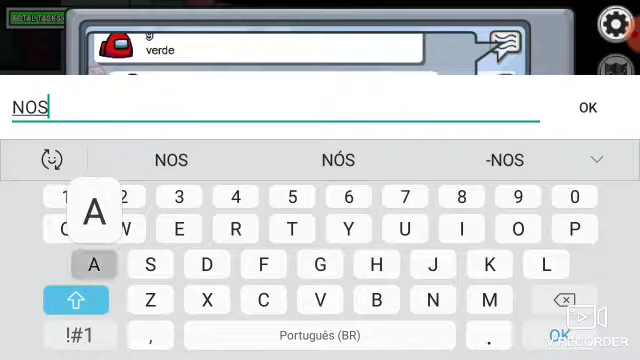 TOTAL TASKS
g
verde
NOS
OK
NOS NÓS -NOS
1 2 3 4 5 6 7 8 9 0
A
W E R T Y U I O P
A S D F G H J K L
Z X C V B N M
!#1 , Português (BR) . OK
V RECORDER